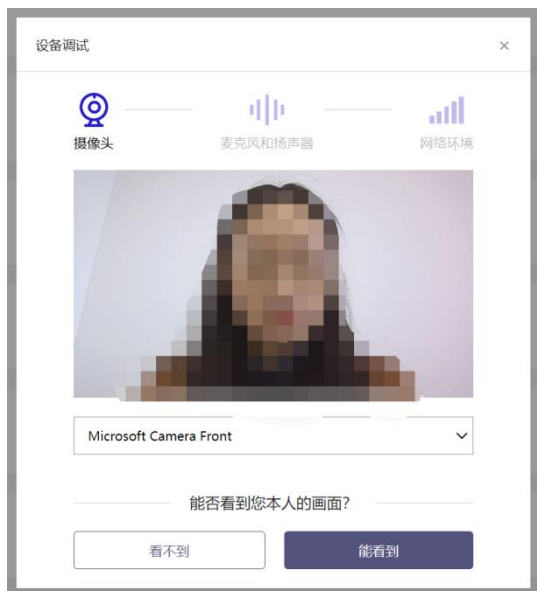 设备调试
摄像头
麦克风和扬声器
网络环境
Microsoft Camera Front
能否看到您本人的画面?
看不到
能看到